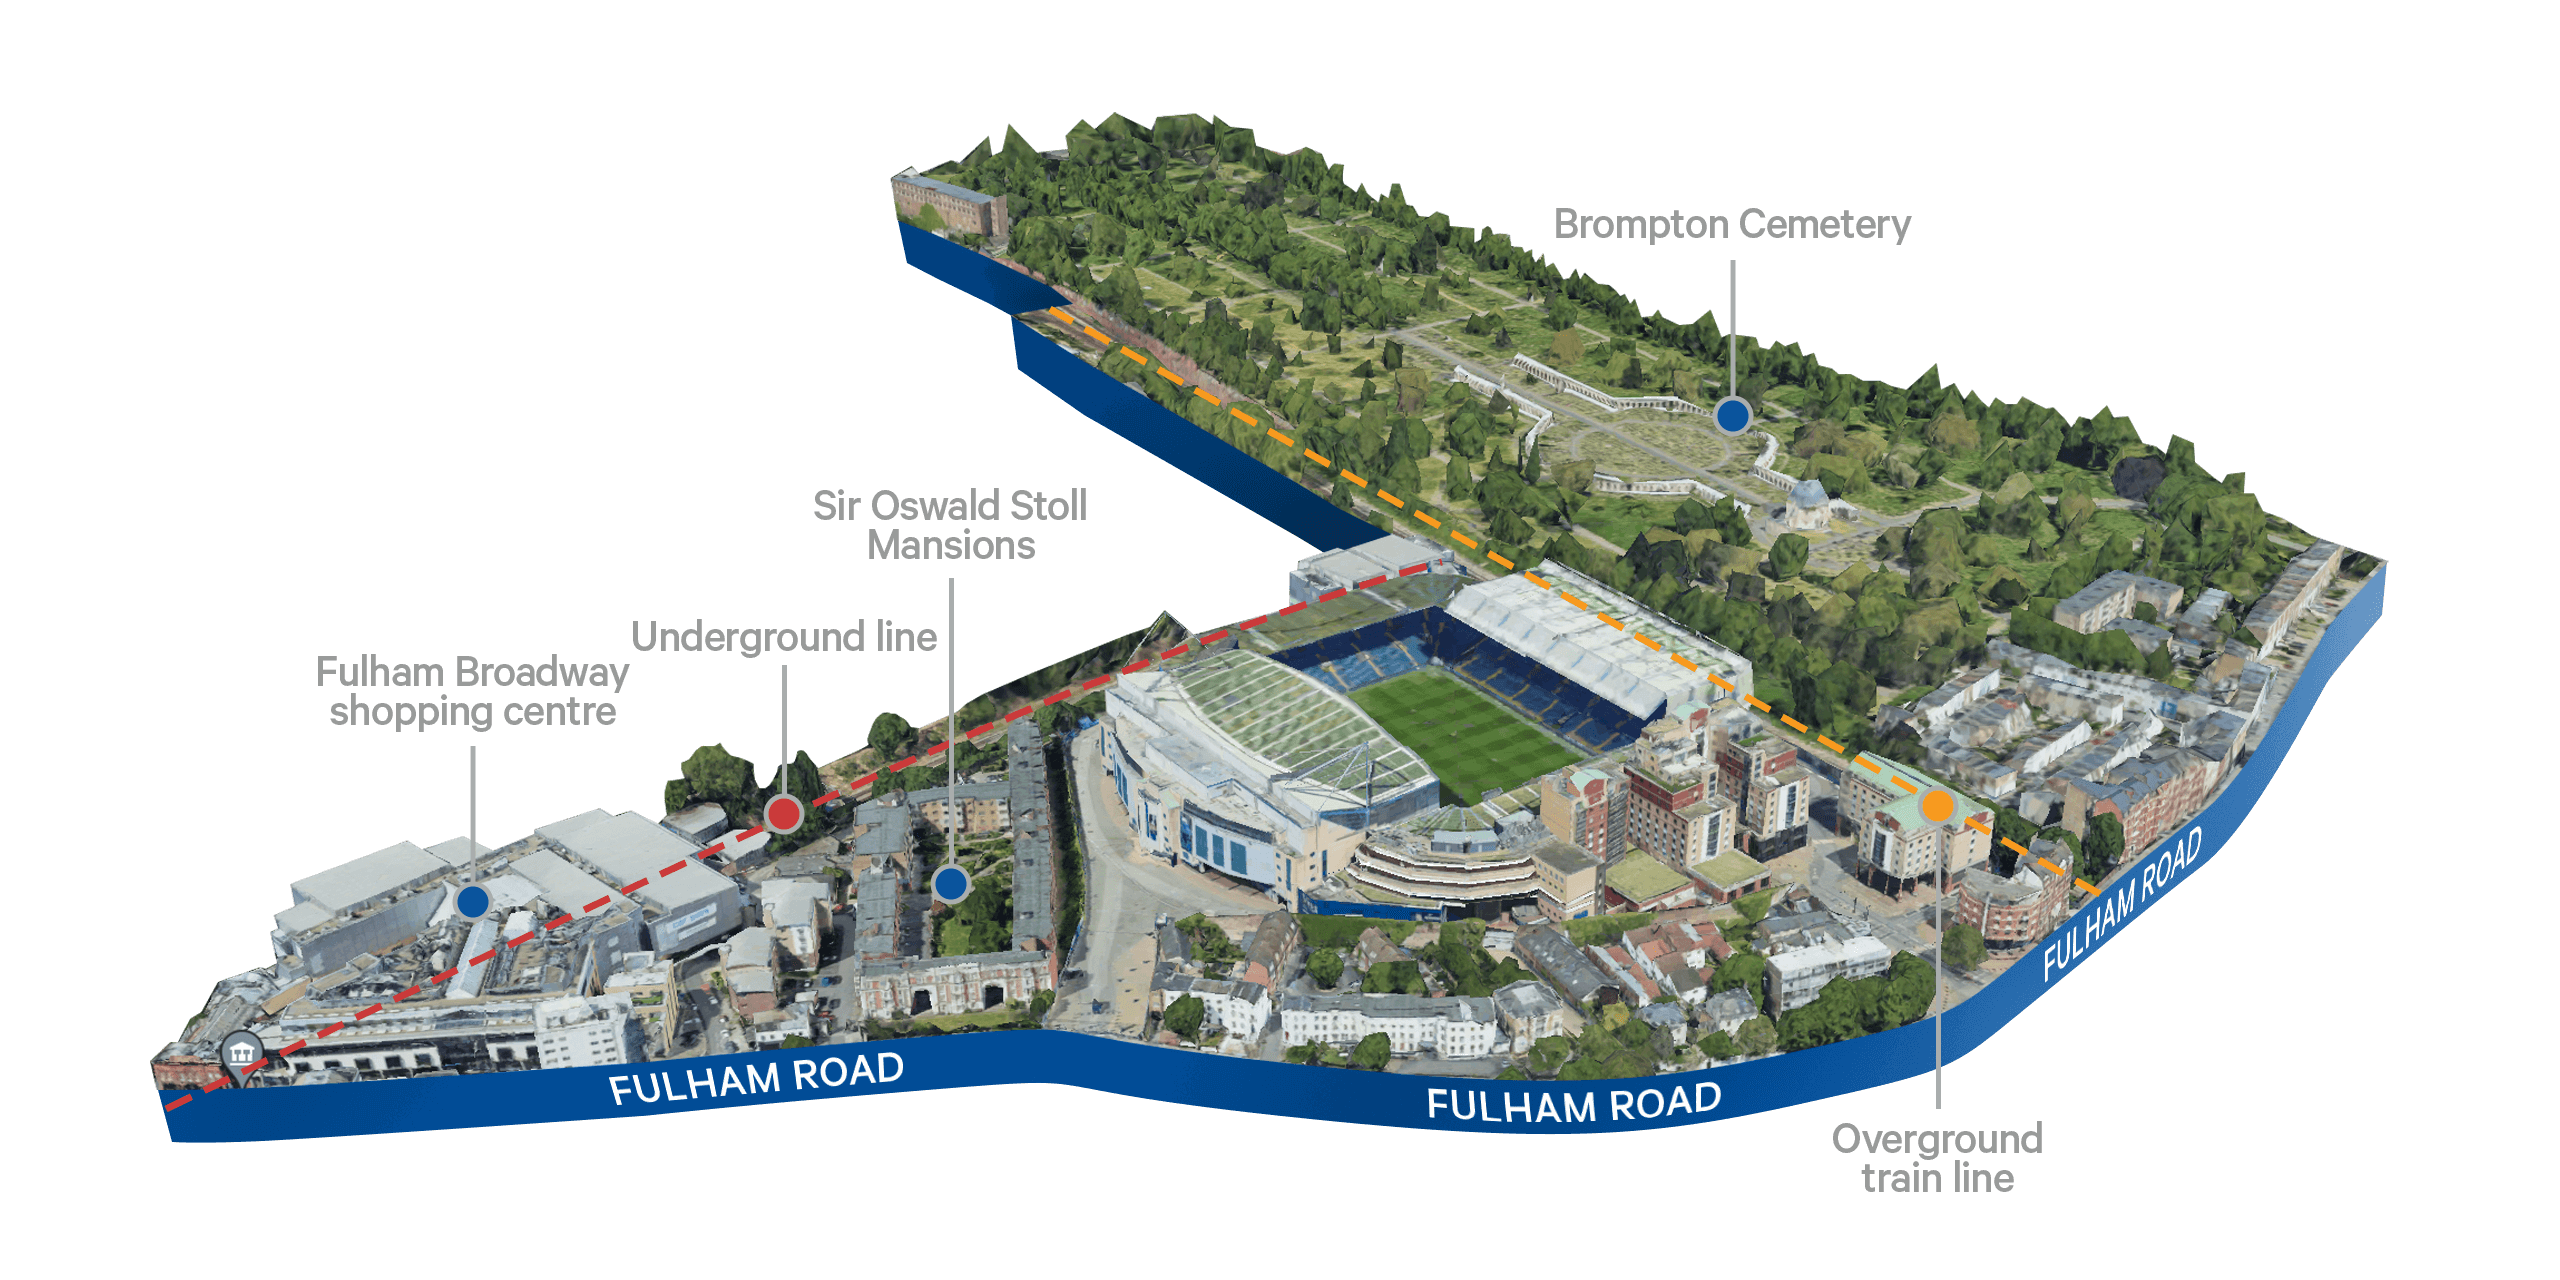 Brompton Cemetery
Sir Oswald Stoll
Mansions
Underground line
Fulham Broadway
shopping centre
FULHAM ROAD
FULHAM ROAD
FULHAM ROAD
Overground
train line